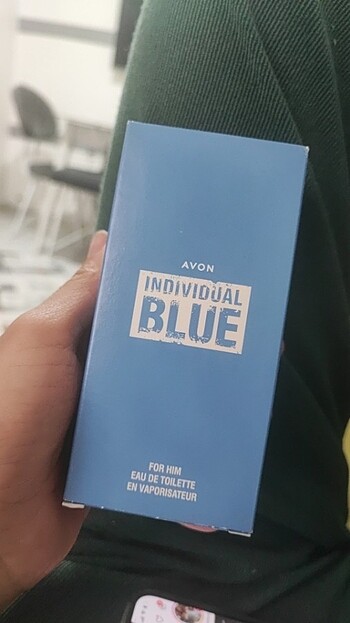 AVON
INDIVIDUAL
BLUE
FOR HIM
EAU DE TOILETTE
EN VAPORISATEUR